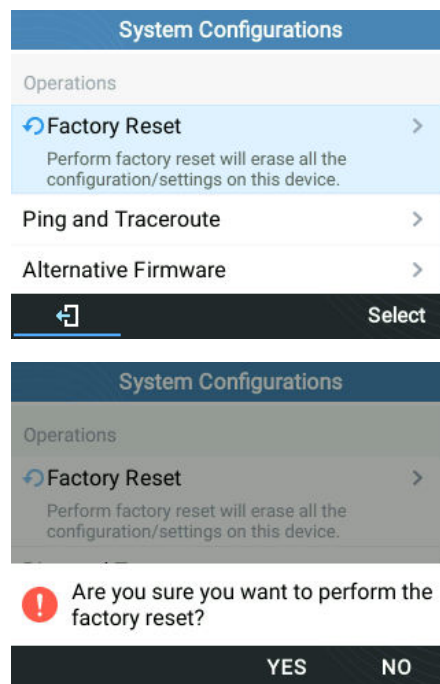 System Configurations
Operations
Factory Reset
Perform factory reset will erase all the
configuration/settings on this device.
Ping and Traceroute
Alternative Firmware
Select
System Configurations
Operations
Factory Reset
Perform factory reset will erase all the
configuration/settings on this device.
Are you sure you want to perform the
factory reset?
YES NO